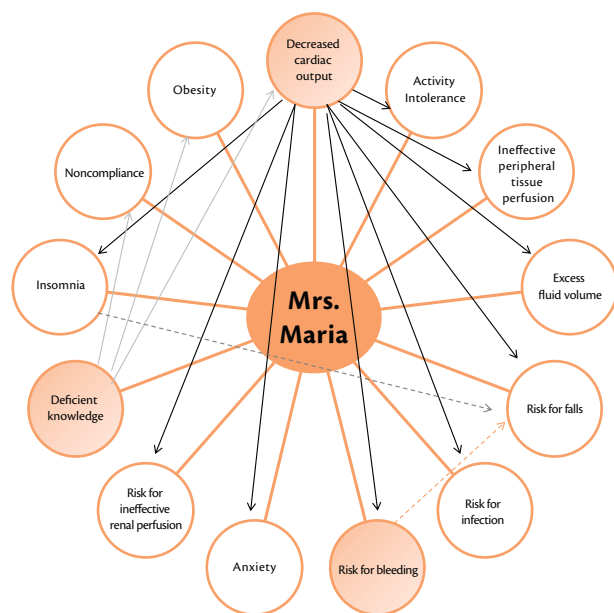 Decreased
cardiac
output
Activity
Intolerance
Obesity
Ineffective
peripheral
tissue
perfusion
Noncompliance
Insomnia
Excess
fluid volume
Mrs.
Maria
Deficient
knowledge
Risk for falls
Risk for
ineffective
renal perfusion
Risk for
infection
Anxiety
Risk for bleeding